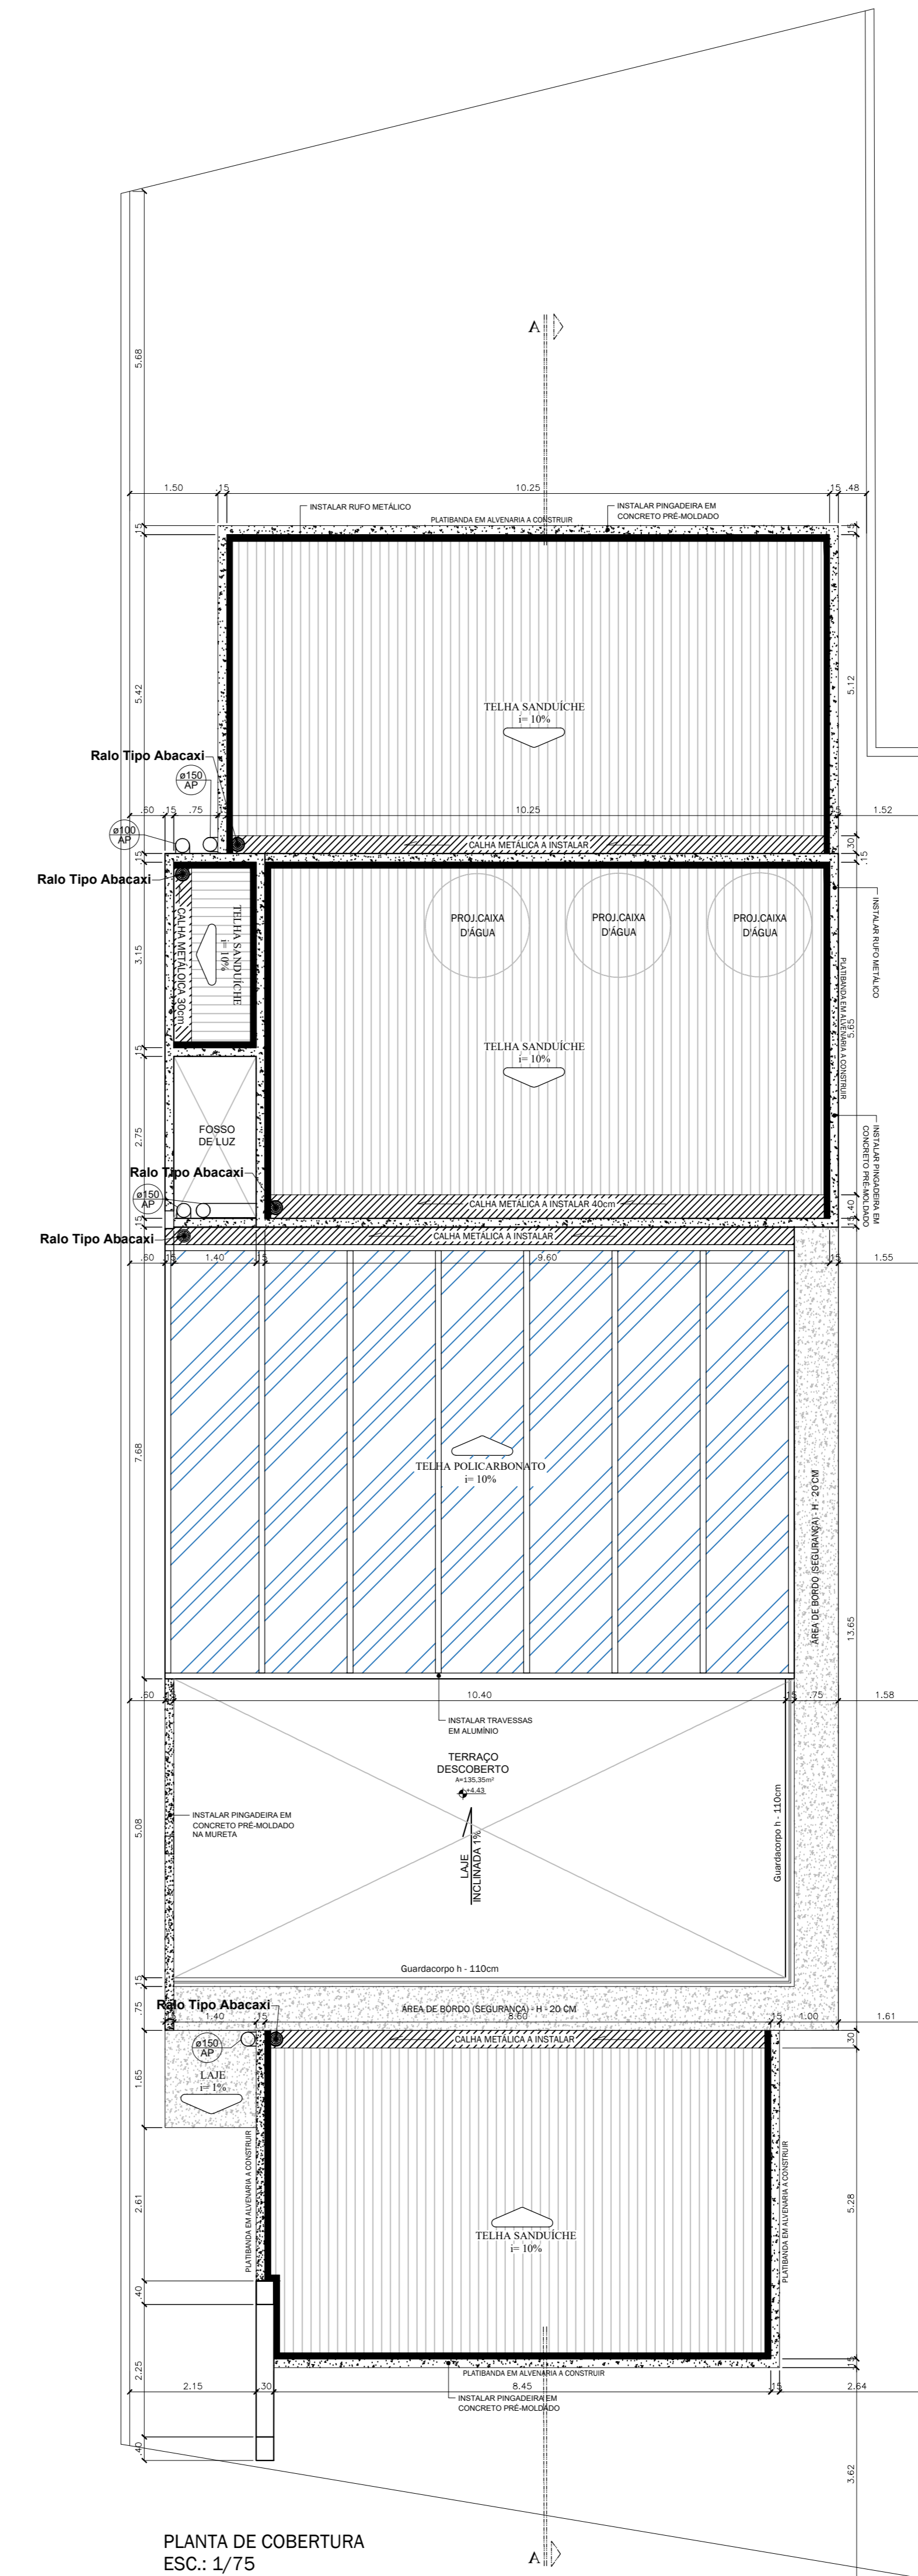 A
5.68
1.50
.15
10.25
.15
.48
INSTALAR RUFO METÁLICO
INSTALAR PINGADEIRA EM
CONCRETO PRÉ-MOLDADO
PLATIBANDA EM ALVENARIA A CONSTRUIR
.15
.15
5.42
5.12
TELHA SANDUÍCHE
i= 10%
Ralo Tipo Abacaxi
ø150
AP
.60
.15
.75
10.25
.15
1.52
ø100
AP
CALHA METÁLICA A INSTALAR
.30
.15
.15
Ralo Tipo Abacaxi
CALHA METÁLOICA 30cm
TELHA SANDUÍCHE
i= 10%
PROJ.CAIXA
D'ÁGUA
PROJ.CAIXA
D'ÁGUA
PROJ.CAIXA
D'ÁGUA
INSTALAR RUFO METÁLICO
3.15
PLATIBANDA EM ALVENARIA A CONSTRUIR
5.65
TELHA SANDUÍCHE
i= 10%
.15
FOSSO
DE LUZ
2.75
INSTALAR PINGADEIRA EM
CONCRETO PRÉ-MOLDADO
Ralo Tipo Abacaxi
ø150
AP
CALHA METÁLICA A INSTALAR 40cm
.40
.15
.15
Ralo Tipo Abacaxi
CALHA METÁLICA A INSTALAR
.60
.15
1.40
.15
9.60
.15
1.55
7.68
TELHA POLICARBONATO
i= 10%
ÁREA DE BORDO (SEGURANÇA) - H - 20 CM
13.65
.60
10.40
.15
.75
1.58
INSTALAR TRAVESSAS
EM ALUMÍNIO
TERRAÇO
DESCOBERTO
A=135,35m²
+4.43
INSTALAR PINGADEIRA EM
CONCRETO PRÉ-MOLDADO
NA MURETA
5.08
LAJE
INCLINADA 1%
Guardacorpo h - 110cm
Guardacorpo h - 110cm
.15
.75
Ralo Tipo Abacaxi
ÁREA DE BORDO (SEGURANÇA) - H - 20 CM
1.40
.15
8.60
.15
1.00
1.61
ø150
AP
CALHA METÁLICA A INSTALAR
.30
1.65
LAJE
i= 1%
PLATIBANDA EM ALVENARIA A CONSTRUIR
PLATIBANDA EM ALVENARIA A CONSTRUIR
2.61
5.28
TELHA SANDUÍCHE
i= 10%
.40
2.25
.15
PLATIBANDA EM ALVENARIA A CONSTRUIR
2.15
.30
8.45
.15
2.64
INSTALAR PINGADEIRA EM
CONCRETO PRÉ-MOLDADO
.40
3.62
PLANTA DE COBERTURA
ESC.: 1/75
A